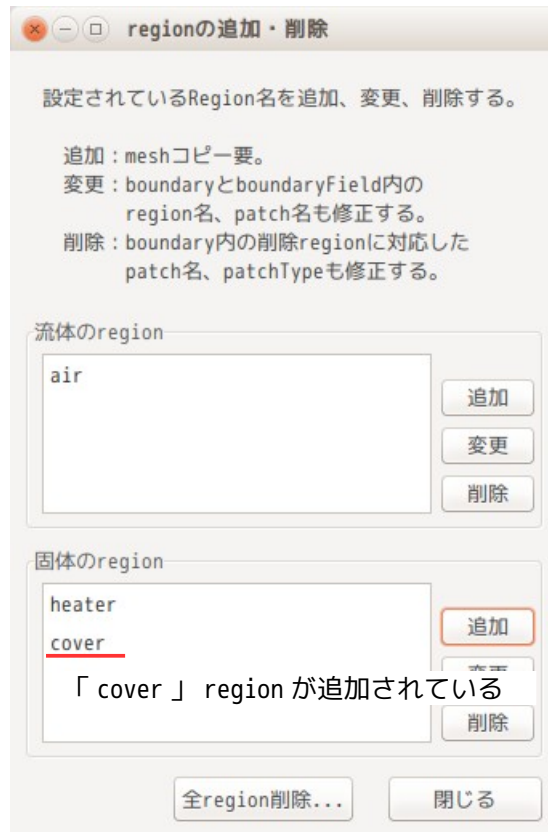 regionの追加・削除
設定されているRegion名を追加、変更、削除する。
追加：meshコピー要。
変更：boundaryとboundaryField内の
region名、patch名も修正する。
削除：boundary内の削除regionに対応した
patch名、patchTypeも修正する。
流体のregion
air
追加
変更
削除
固体のregion
heater
追加
cover
「 cover 」 region が追加されている
削除
全region削除...
閉じる